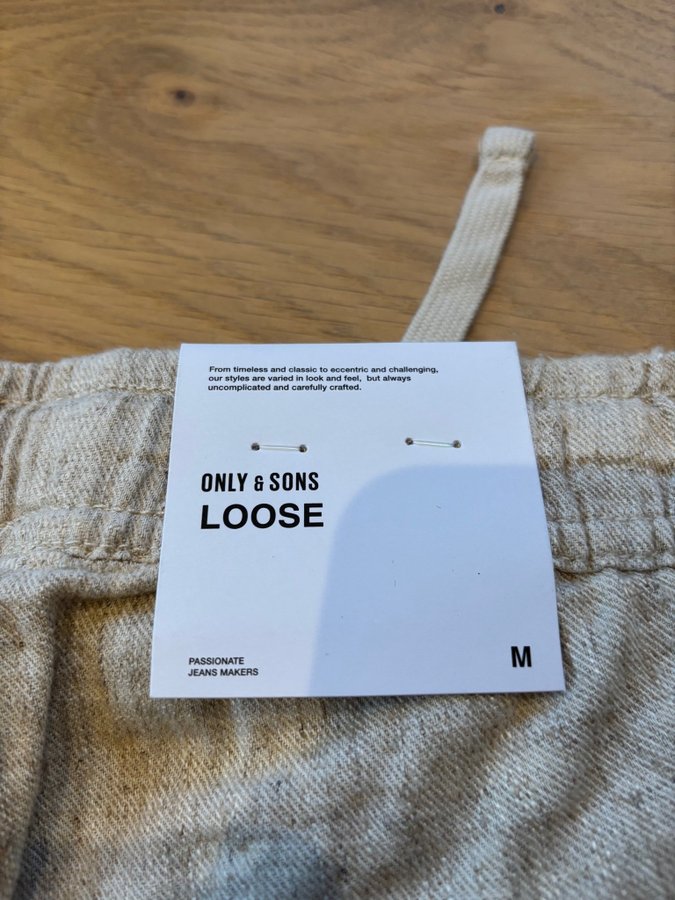 From timeless and classic to eccentric and challenging,
our styles are varied in look and feel, but always
uncomplicated and carefully crafted.
ONLY & SONS
LOOSE
PASSIONATE
JEANS MAKERS
M